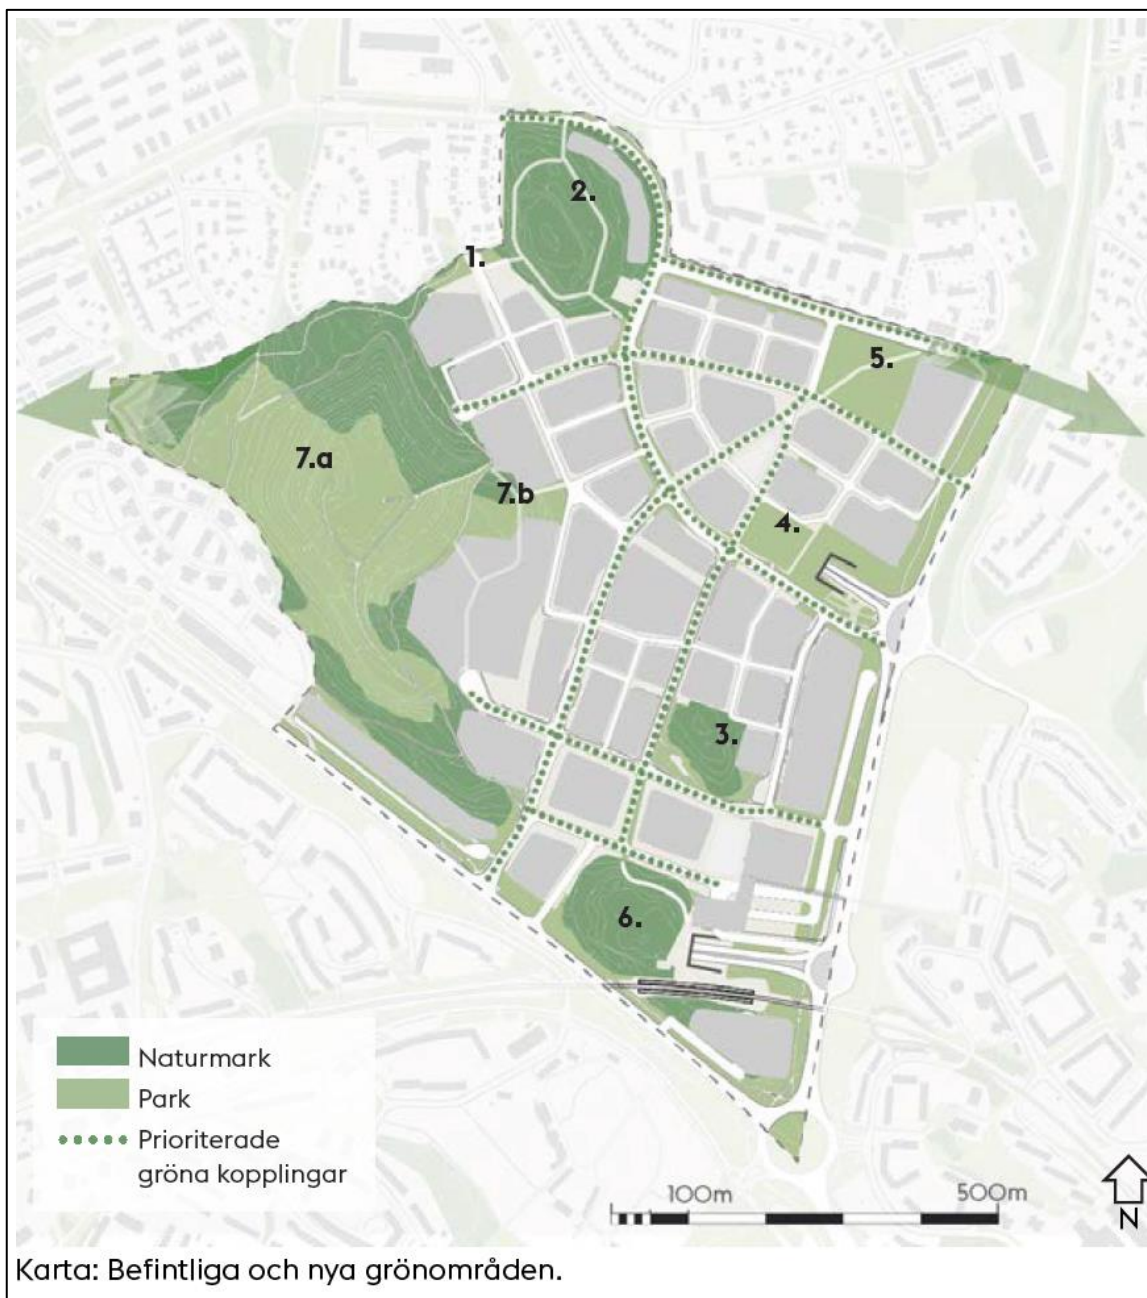 2.
1.
5.
7.a
7.b
4.
3.
6.
Naturmark
Park
Prioriterade
gröna kopplingar
100m
500m
N
Karta: Befintliga och nya grönområden.